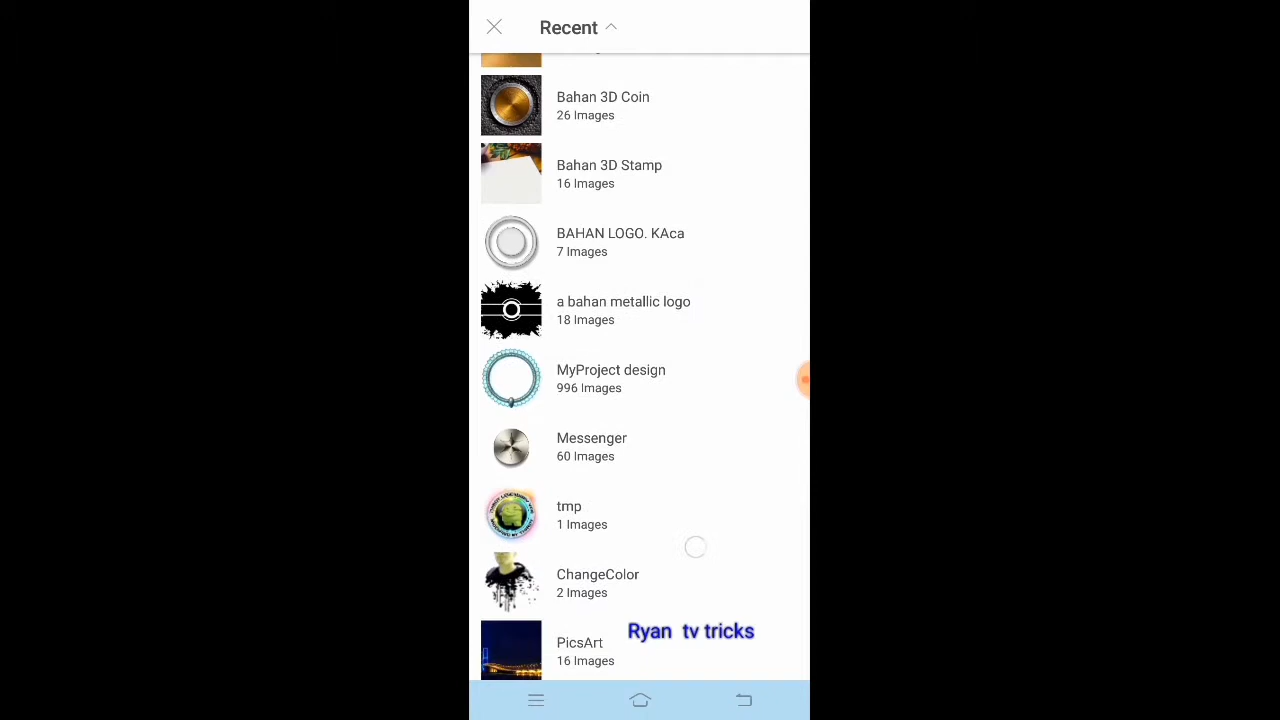 Recent
Bahan 3D Coin
26 Images
Bahan 3D Stamp
16 Images
BAHAN LOGO. KAca
7 Images
a bahan metallic logo
18 Images
MyProject design
996 Images
Messenger
60 Images
tmp
1 Images
ChangeColor
2 Images
Ryan tv tricks
PicsArt
16 Images